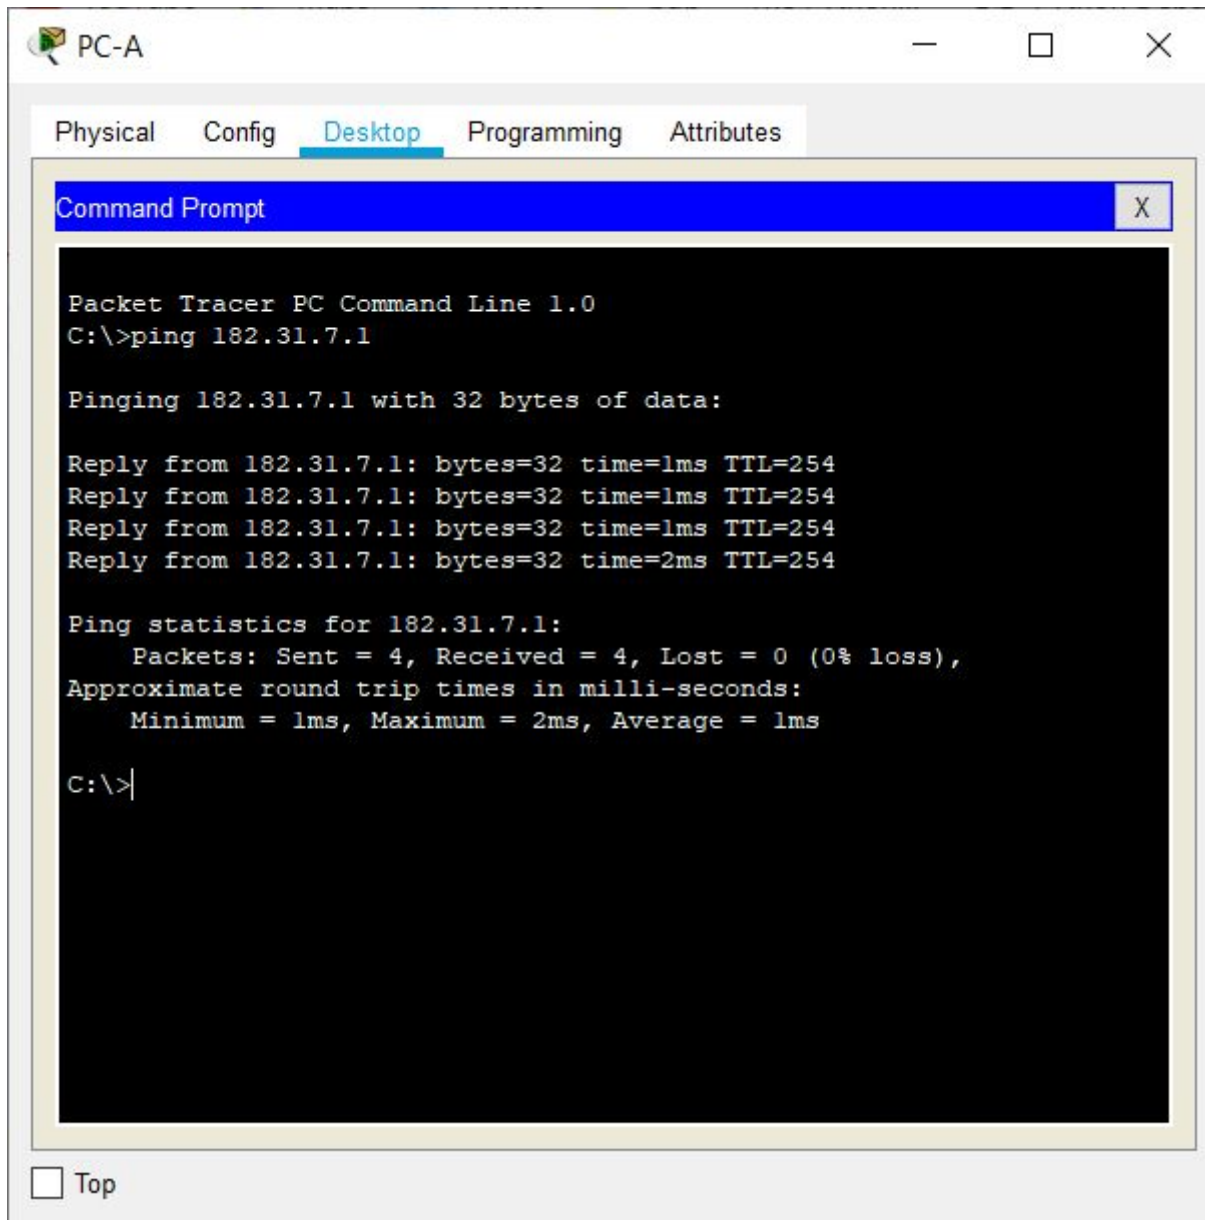 PC-A
Physical Config Desktop Programming Attributes
Command Prompt X
Packet Tracer PC Command Line 1.0
C:\>ping 182.31.7.1
Pinging 182.31.7.1 with 32 bytes of data:
Reply from 182.31.7.1: bytes=32 time=1ms TTL=254
Reply from 182.31.7.1: bytes=32 time=1ms TTL=254
Reply from 182.31.7.1: bytes=32 time=1ms TTL=254
Reply from 182.31.7.1: bytes=32 time=2ms TTL=254
Ping statistics for 182.31.7.1:
Packets: Sent = 4, Received = 4, Lost = 0 (0% loss),
Approximate round trip times in milli-seconds:
Minimum = 1ms, Maximum = 2ms, Average = 1ms
C:\>
Top